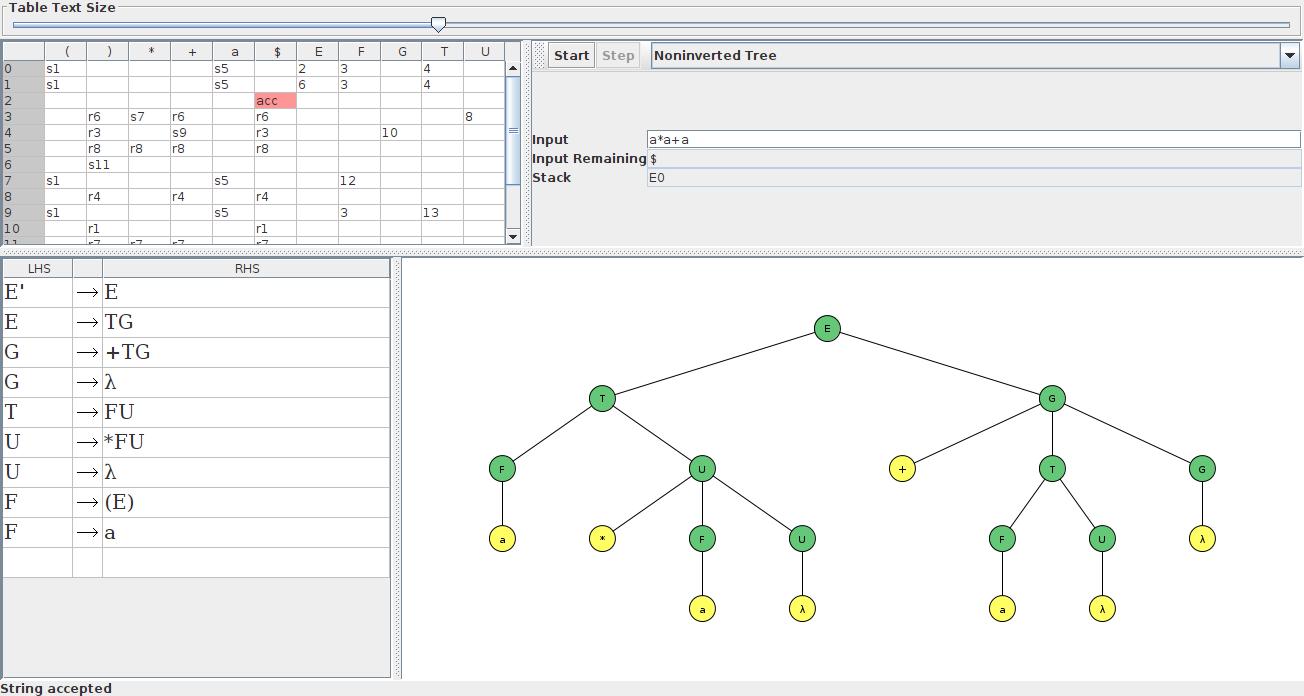 Table Text Size
( ) * + a $ E F G T U
0 s1 s5 2 3 4
1 s1 s5 6 3 4
2 acc
3 r6 s7 r6 r6 8
4 r3 s9 r3 10
5 r8 r8 r8 r8
6 s11
7 s1 s5 12
8 r4 r4 r4
9 s1 s5 3 13
10 r1 r1
11 r7 r7 r7 r7
Start Step Noninverted Tree
Input a*a+a
Input Remaining $
Stack E0
LHS RHS
E' → E
E → TG
G → +TG
G → λ
T → FU
U → *FU
U → λ
F → (E)
F → a
E
T G
F U + T G
a * F U F U λ
a λ a λ
String accepted